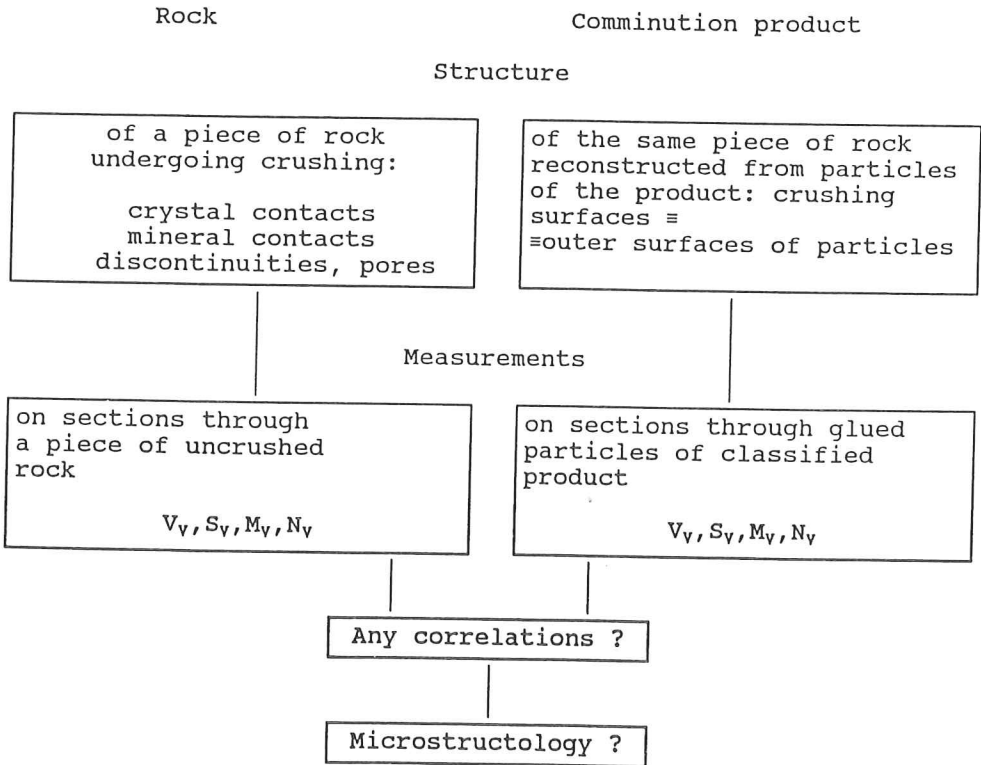 Rock
Comminution product
Structure
of a piece of rock
undergoing crushing:
crystal contacts
mineral contacts
discontinuities, pores
of the same piece of rock
reconstructed from particles
of the product: crushing
surfaces ≡
≡outer surfaces of particles
Measurements
on sections through
a piece of uncrushed
rock
Vᵥ,Sᵥ,Mᵥ,Nᵥ
on sections through glued
particles of classified
product
Vᵥ,Sᵥ,Mᵥ,Nᵥ
Any correlations ?
Microstructology ?